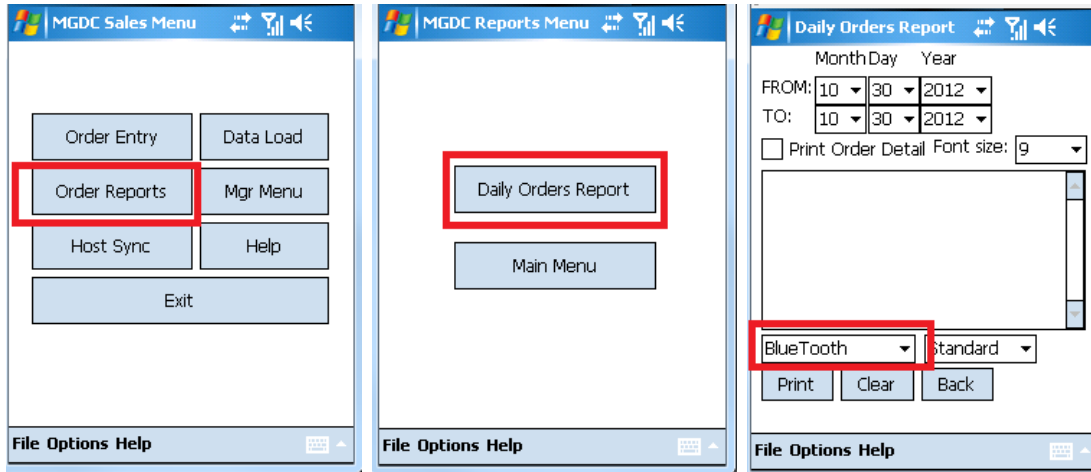 MGDC Sales Menu
Order Entry
Data Load
Order Reports
Mgr Menu
Host Sync
Help
Exit
File Options Help
MGDC Reports Menu
Daily Orders Report
Main Menu
File Options Help
Daily Orders Report
Month Day Year
FROM: 10 30 2012
TO: 10 30 2012
Print Order Detail Font size: 9
BlueTooth Standard
Print Clear Back
File Options Help